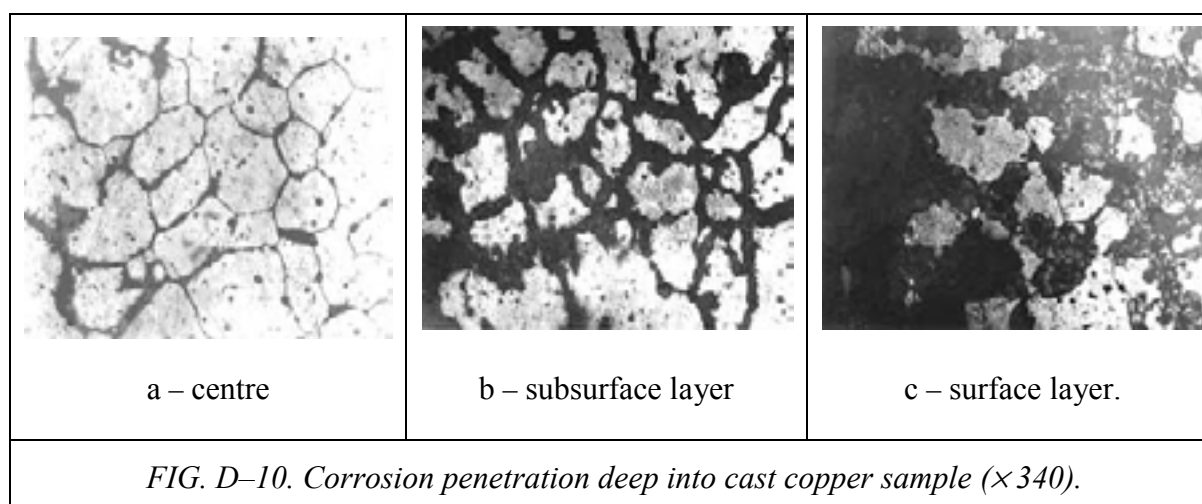 a – centre
b – subsurface layer
c – surface layer.
FIG. D–10. Corrosion penetration deep into cast copper sample (×340).